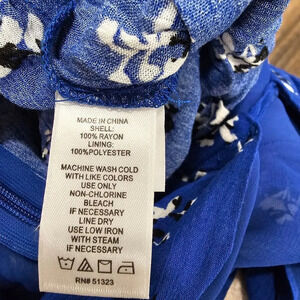 MADE IN CHINA
SHELL:
100% RAYON
LINING:
100%POLYESTER
MACHINE WASH COLD
WITH LIKE COLORS
USE ONLY
NON-CHLORINE
BLEACH
IF NECESSARY
LINE DRY
USE LOW IRON
WITH STEAM
IF NECESSARY
RN# 51323